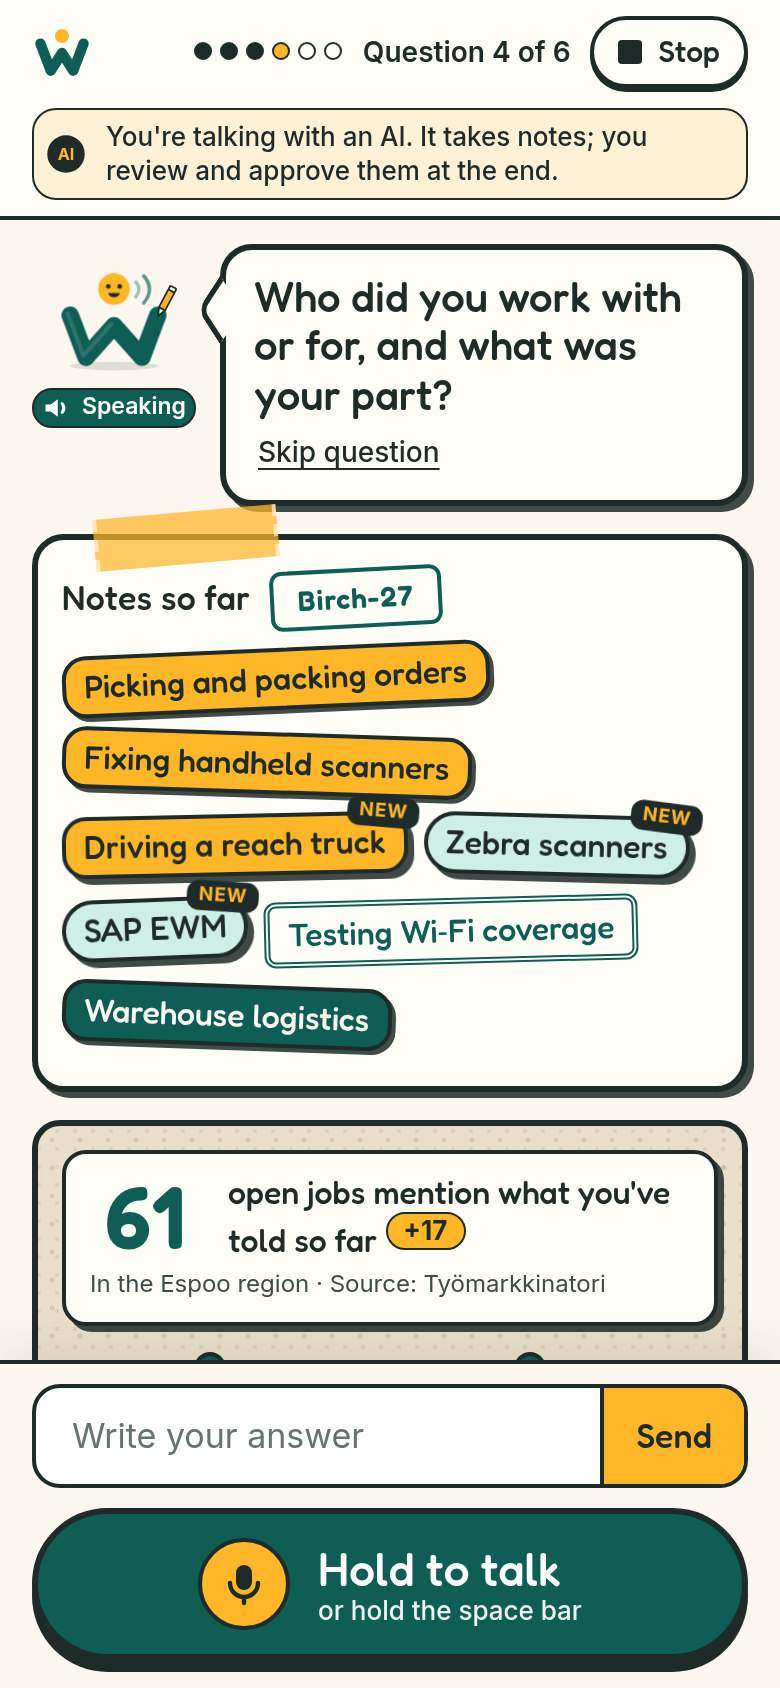 Question 4 of 6
Stop
AI
You're talking with an AI. It takes notes; you
review and approve them at the end.
Who did you work with
or for, and what was
your part?
Skip question
Speaking
Notes so far
Birch-27
Picking and packing orders
Fixing handheld scanners
NEW
Driving a reach truck
NEW
Zebra scanners
NEW
SAP EWM
Testing Wi-Fi coverage
Warehouse logistics
61
open jobs mention what you've
told so far +17
In the Espoo region · Source: Työmarkkinatori
Write your answer
Send
Hold to talk
or hold the space bar